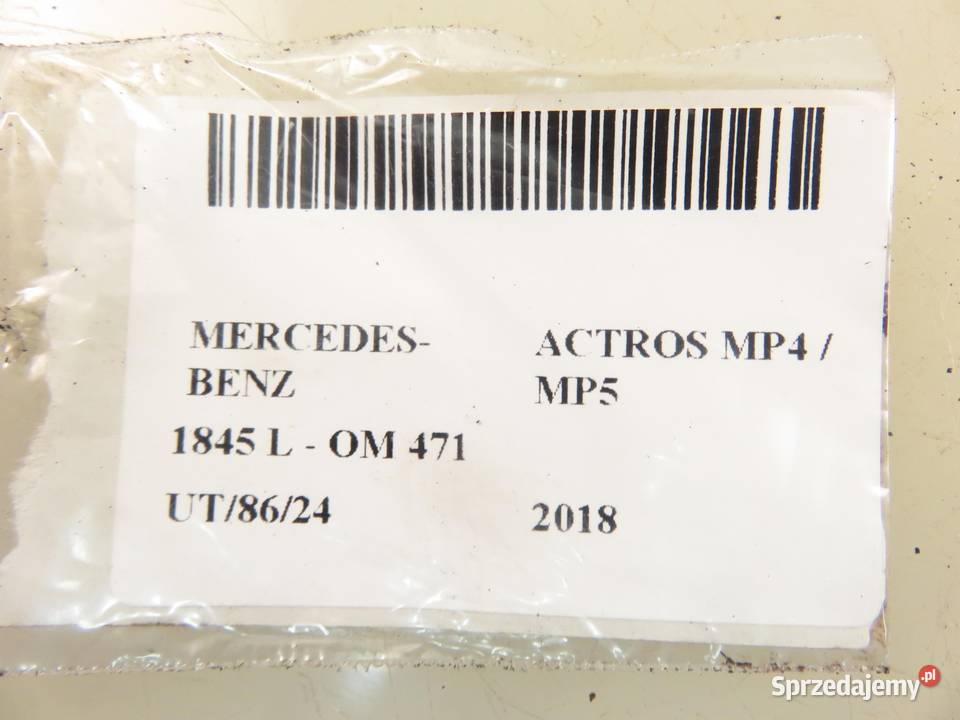 MERCEDES-
BENZ
ACTROS MP4 /
MP5
1845 L - OM 471
UT/86/24
2018
Sprzedajemy.pl